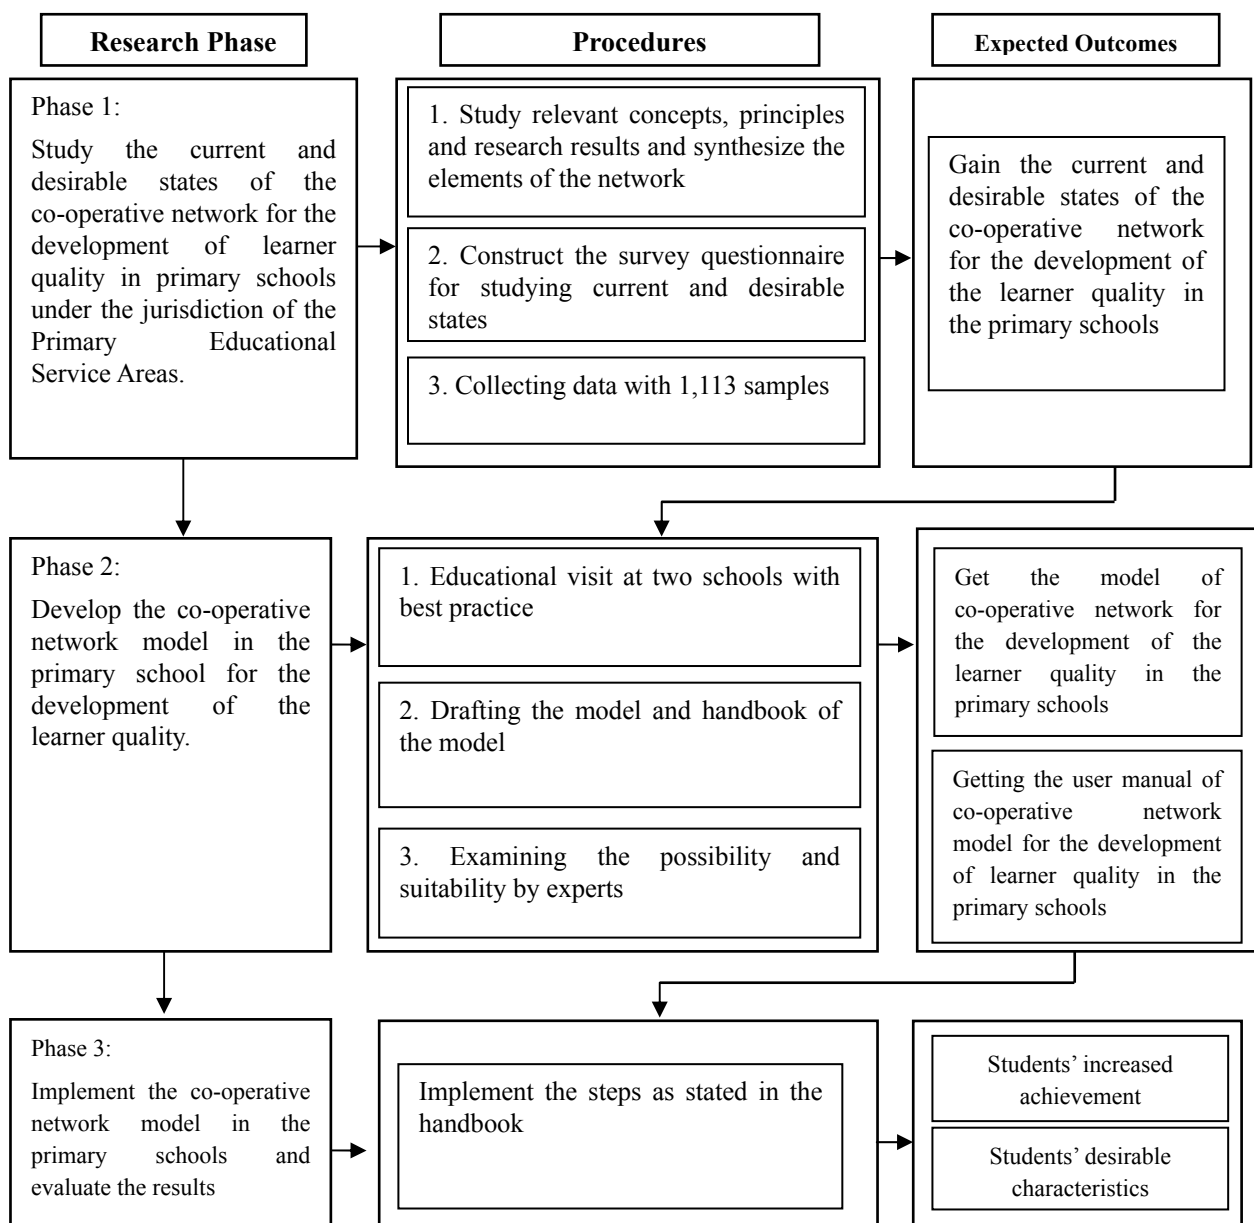 Research Phase
Procedures
Expected Outcomes
Phase 1:
Study the current and
desirable states of the
co-operative network for the
development of learner
quality in primary schools
under the jurisdiction of the
Primary Educational
Service Areas.
1. Study relevant concepts, principles
and research results and synthesize the
elements of the network
2. Construct the survey questionnaire
for studying current and desirable
states
3. Collecting data with 1,113 samples
Gain the current and
desirable states of the
co-operative network
for the development of
the learner quality in
the primary schools
Phase 2:
Develop the co-operative
network model in the
primary school for the
development of the
learner quality.
1. Educational visit at two schools with
best practice
2. Drafting the model and handbook of
the model
3. Examining the possibility and
suitability by experts
Get the model of
co-operative network for
the development of the
learner quality in the
primary schools
Getting the user manual of
co-operative network
model for the development
of learner quality in the
primary schools
Phase 3:
Implement the co-operative
network model in the
primary schools and
evaluate the results
Implement the steps as stated in the
handbook
Students’ increased
achievement
Students’ desirable
characteristics